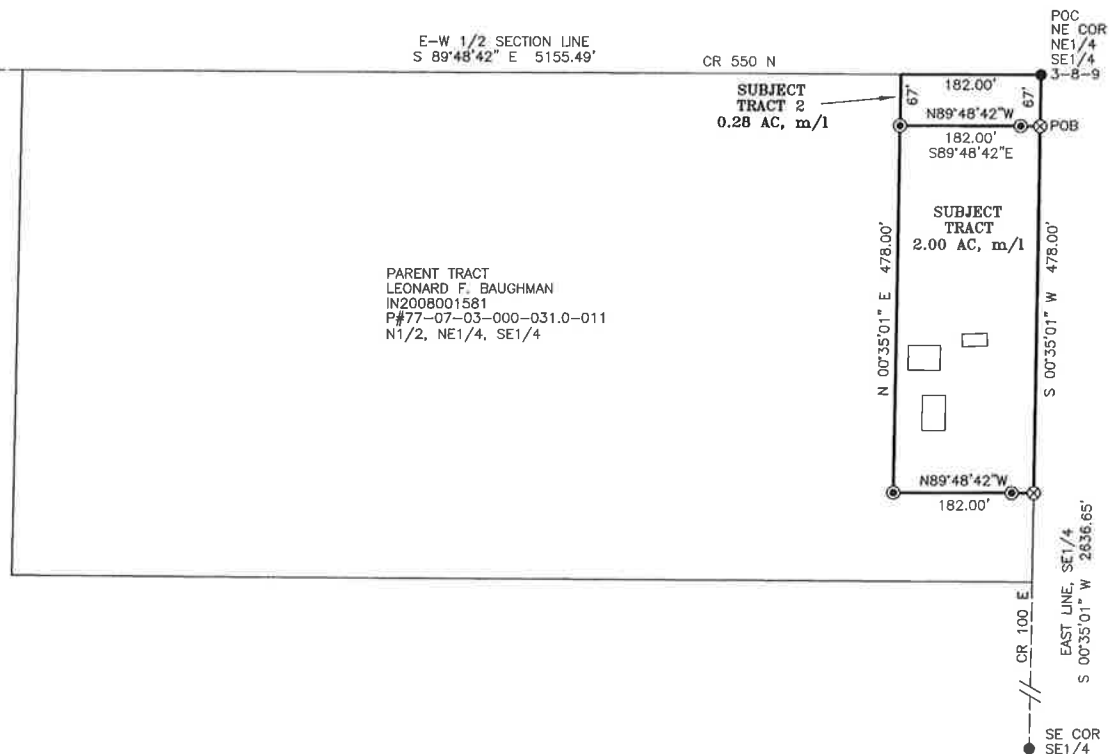 E-W 1/2 SECTION LINE
S 89°48'42" E 5155.49'
CR 550 N
POC
NE COR
NE1/4
SE1/4
3-8-9
SUBJECT
TRACT 2
0.28 AC, m/l
67'
182.00'
67'
N89°48'42"W
POB
182.00'
S89°48'42"E
SUBJECT
TRACT
2.00 AC, m/l
N 00°35'01" E 478.00'
S 00°35'01" W 478.00'
PARENT TRACT
LEONARD F. BAUGHMAN
IN2008001581
P#77-07-03-000-031.0-011
N1/2, NE1/4, SE1/4
N89°48'42"W
182.00'
CR 100 E
EAST LINE, SE1/4
S 00°35'01" W 2636.65'
SE COR
SE1/4